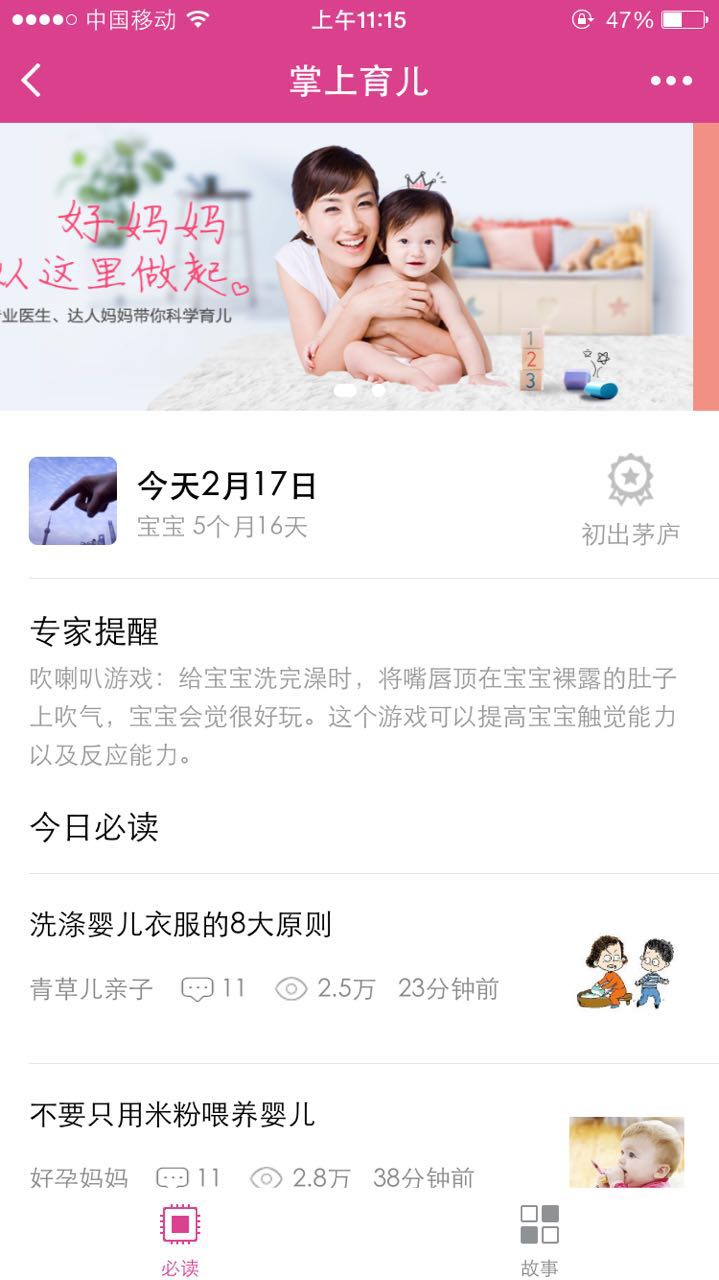 中国移动
上午11:15
47%
掌上育儿
好妈妈
从这里做起。
业医生、达人妈妈带你科学育儿
1
2
3
今天2月17日
宝宝 5个月16天
初出茅庐
专家提醒
吹喇叭游戏：给宝宝洗完澡时，将嘴唇顶在宝宝裸露的肚子
上吹气，宝宝会觉很好玩。这个游戏可以提高宝宝触觉能力
以及反应能力。
今日必读
洗涤婴儿衣服的8大原则
青草儿亲子 11 2.5万 23分钟前
不要只用米粉喂养婴儿
好孕妈妈 11 2.8万 38分钟前
必读
故事